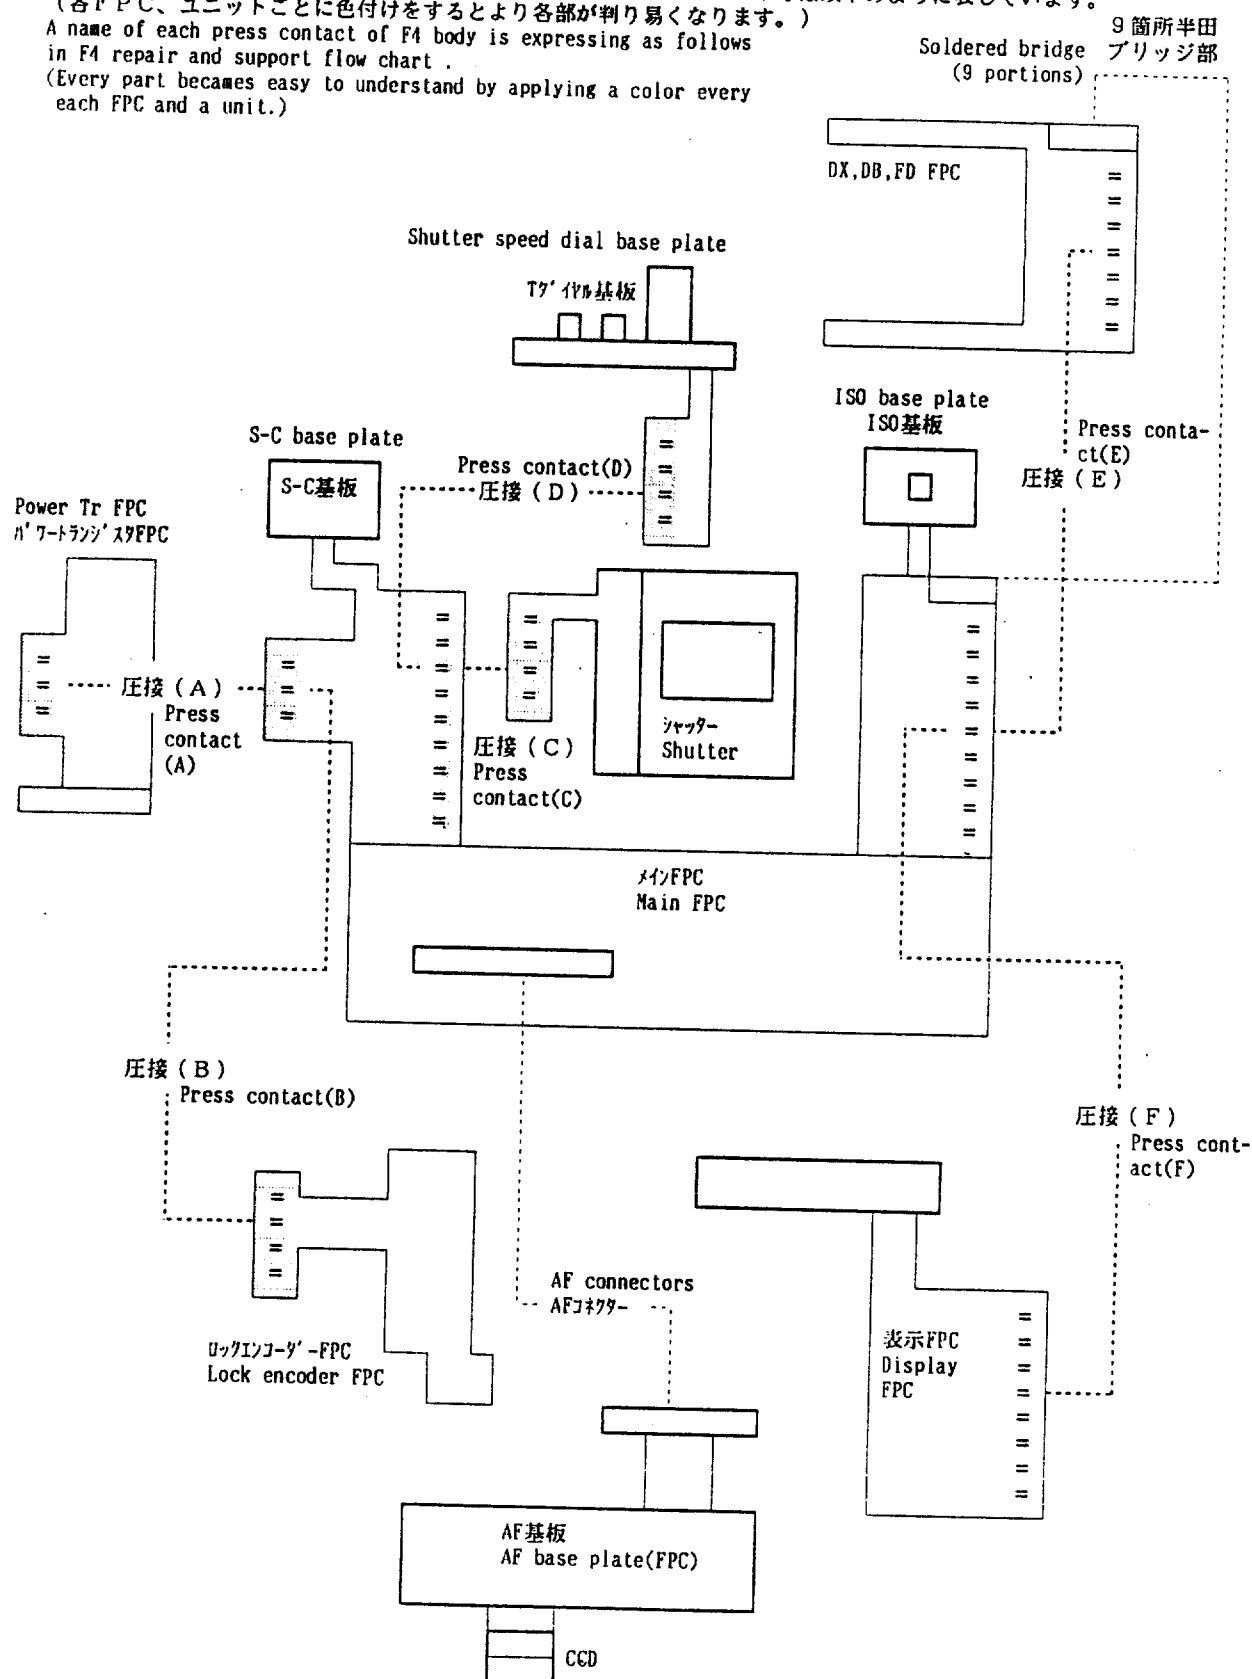 (各FPC、ユニットごとに色付けをするとより各部が判り易くなります。)
A name of each press contact of F4 body is expressing as follows
in F4 repair and support flow chart .
(Every part becames easy to understand by applying a color every
each FPC and a unit.)
9箇所半田
Soldered bridge ブリッジ部
(9 portions)
DX,DB,FD FPC
Shutter speed dial base plate
Tダイヤル基板
ISO base plate
ISO基板
S-C base plate
S-C基板
Press contact(D)
圧接(D)
Press conta-
ct(E)
圧接(E)
Power Tr FPC
パワートランジスタFPC
圧接(A)
Press
contact
(A)
圧接(C)
Press
contact(C)
シャッター
Shutter
メインFPC
Main FPC
圧接(B)
Press contact(B)
圧接(F)
Press cont-
act(F)
AF connectors
AFコネクター
ロックエンコーダーFPC
Lock encoder FPC
表示FPC
Display
FPC
AF基板
AF base plate(FPC)
CCD